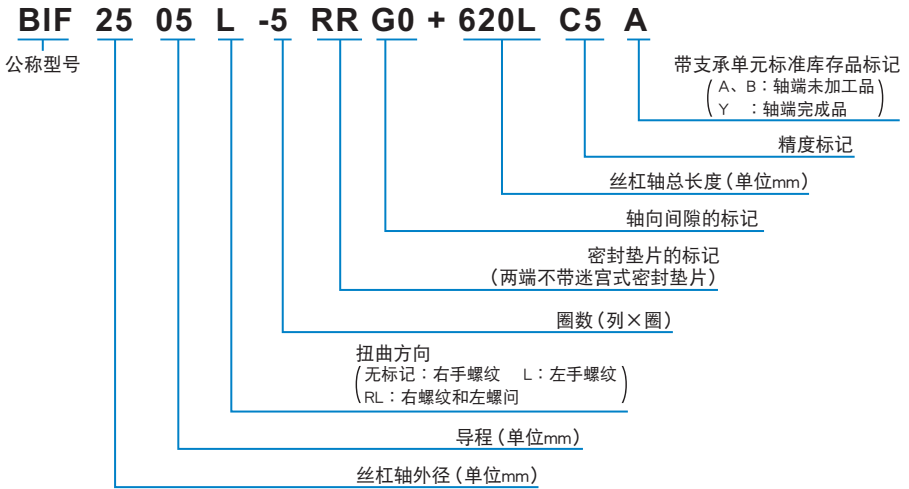 BIF 25 05 L -5 RR G0 + 620L C5 A
公称型号
带支承单元标准库存品标记
(A、B：轴端未加工品
Y ：轴端完成品)
精度标记
丝杠轴总长度(单位mm)
轴向间隙的标记
密封垫片的标记
(两端不带迷宫式密封垫片)
圈数(列×圈)
扭曲方向
(无标记：右手螺纹 L：左手螺纹
RL：右螺纹和左螺问)
导程(单位mm)
丝杠轴外径(单位mm)